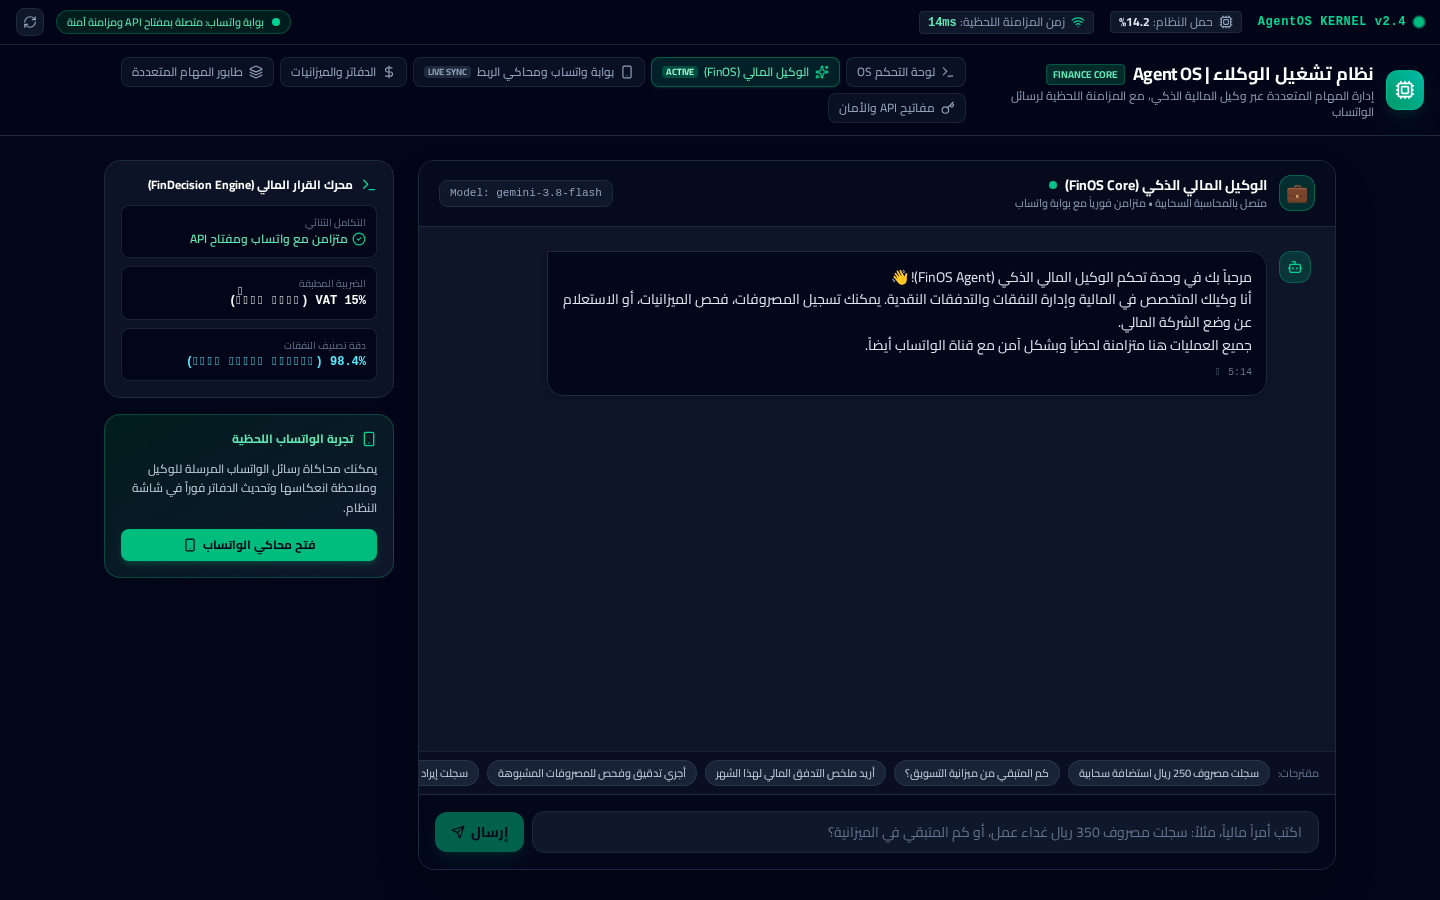 AgentOS KERNEL v2.4
حمل النظام: 14.2%
زمن المزامنة اللحظية: 14ms
بوابة واتساب: متصلة بمفتاح API ومزامنة آمنة
نظام تشغيل الوكلاء | Agent OS
FINANCE CORE
إدارة المهام المتعددة عبر وكيل المالية الذكي، مع المزامنة اللحظية لرسائل
الواتساب
لوحة التحكم OS
الوكيل المالي (FinOS) ACTIVE
بوابة واتساب ومحاكي الربط LIVE SYNC
الدفاتر والميزانيات
طابور المهام المتعددة
مفاتيح API والأمان
الوكيل المالي الذكي (FinOS Core)
متصل بالمحاسبة السحابية • متزامن فورياً مع بوابة واتساب
Model: gemini-3.8-flash
مرحباً بك في وحدة تحكم الوكيل المالي الذكي (FinOS Agent)! 👋
أنا وكيلك المتخصص في المالية وإدارة النفقات والتدفقات النقدية. يمكنك تسجيل المصروفات، فحص الميزانيات، أو الاستعلام
عن وضع الشركة المالي.
جميع العمليات هنا متزامنة لحظياً وبشكل آمن مع قناة الواتساب أيضاً.
5:14
مقترحات:
سجلت مصروف 250 ريال استضافة سحابية
كم المتبقي من ميزانية التسويق؟
أريد ملخص التدفق المالي لهذا الشهر
أجري تدقيق وفحص للمصروفات المشبوهة
سجلت إيراد
اكتب أمراً مالياً، مثلاً: سجلت مصروف 350 ريال غداء عمل، أو كم المتبقي في الميزانية؟
إرسال
محرك القرار المالي (FinDecision Engine)
التكامل الثنائي
متزامن مع واتساب ومفتاح API
الضريبة المطبقة
VAT 15%
دقة تصنيف النفقات
98.4%
تجربة الواتساب اللحظية
يمكنك محاكاة رسائل الواتساب المرسلة للوكيل
وملاحظة انعكاسها وتحديث الدفاتر فوراً في شاشة
النظام.
فتح محاكي الواتساب